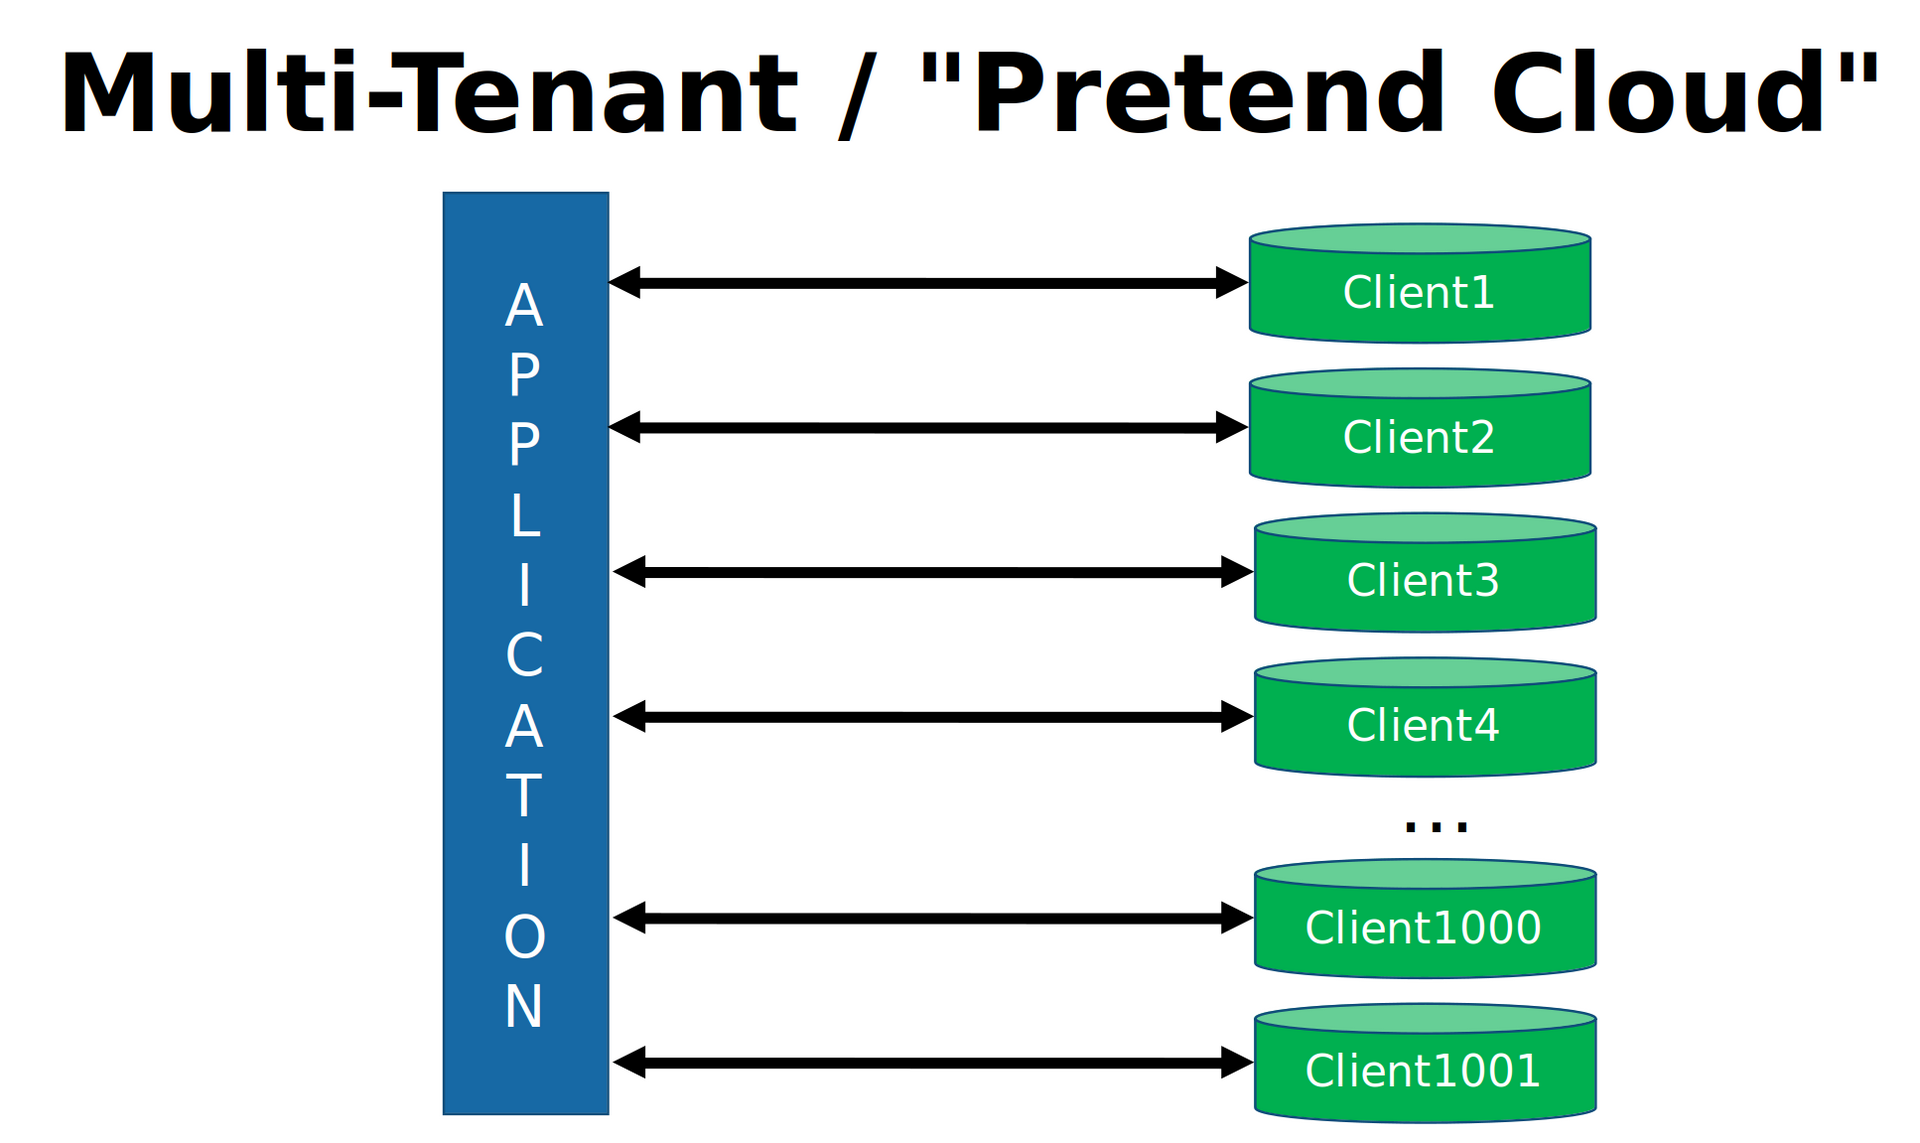 Multi-Tenant / "Pretend Cloud"
A
P
P
L
I
C
A
T
I
O
N
Client1
Client2
Client3
Client4
...
Client1000
Client1001